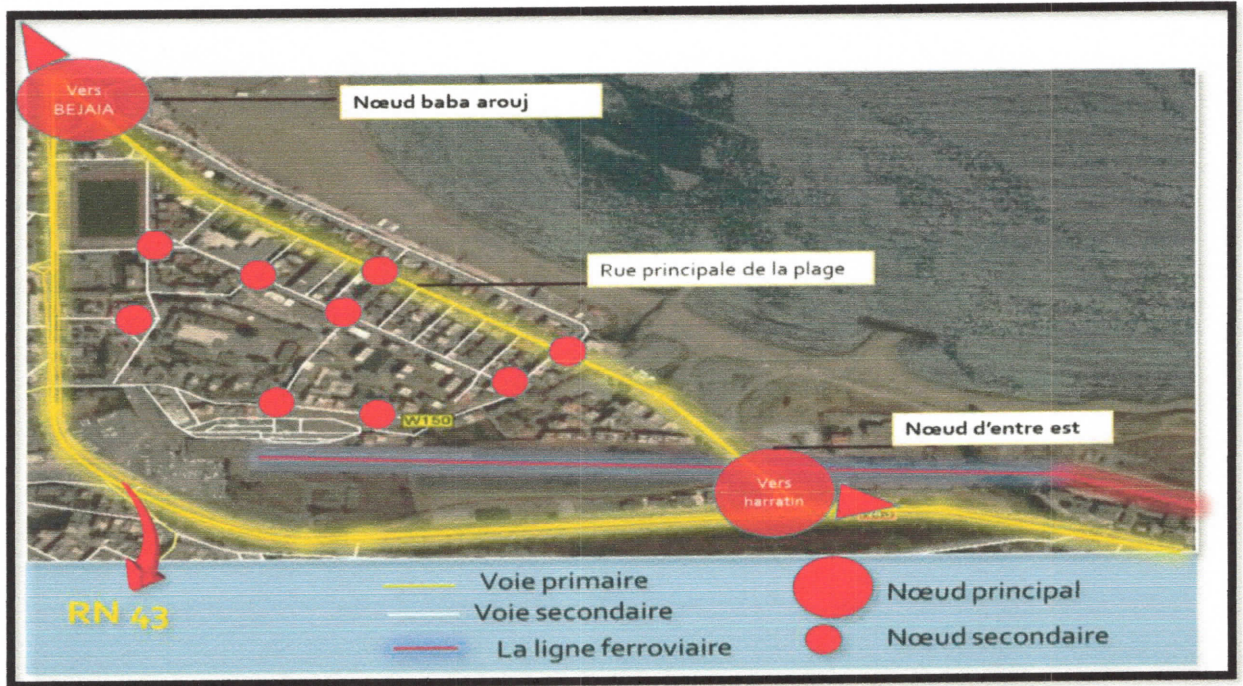 Vers
BEJAIA
Nœud baba arouj
Rue principale de la plage
W150
Nœud d'entre est
Vers
harratin
RN 43
Voie primaire
Voie secondaire
La ligne ferroviaire
Nœud principal
Nœud secondaire